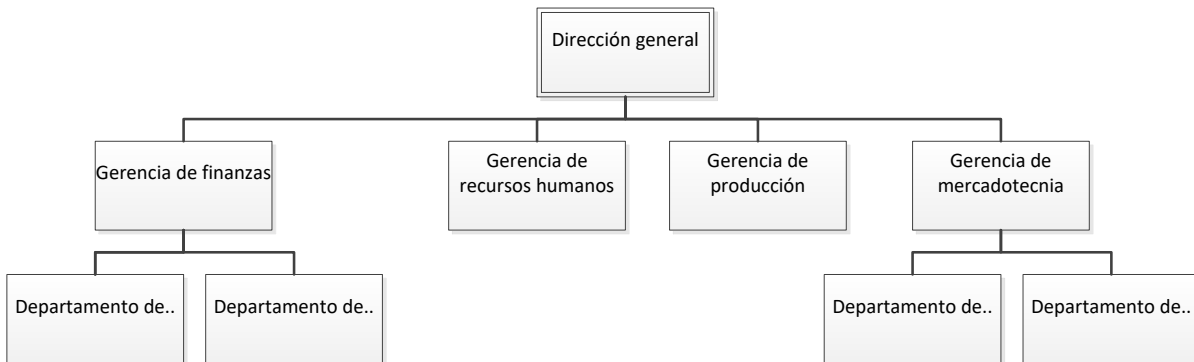 Dirección general
Gerencia de finanzas
Gerencia de
recursos humanos
Gerencia de
producción
Gerencia de
mercadotecnia
Departamento de..
Departamento de..
Departamento de..
Departamento de..